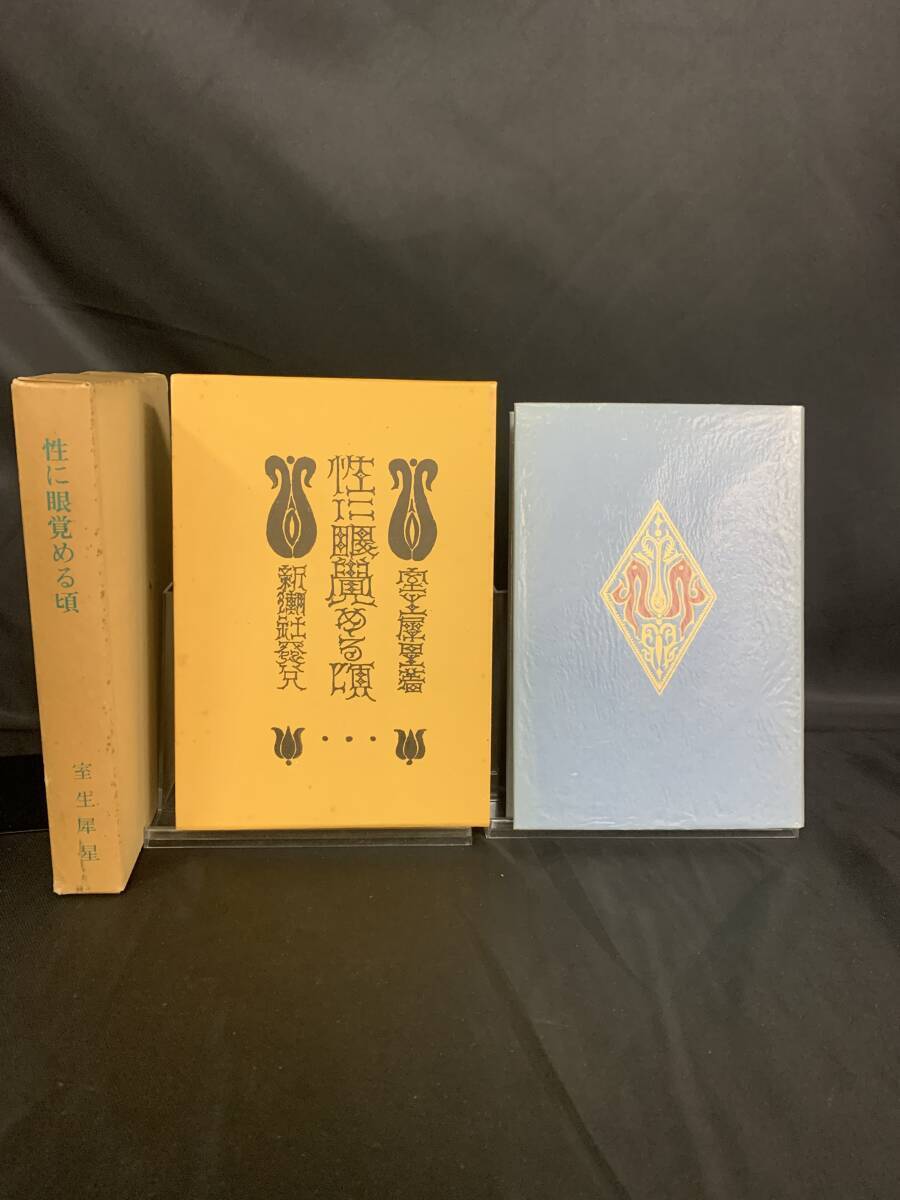 性に眼覚める頃
室生犀星
室生犀星著
性に眼覺める頃
新潮社發兌